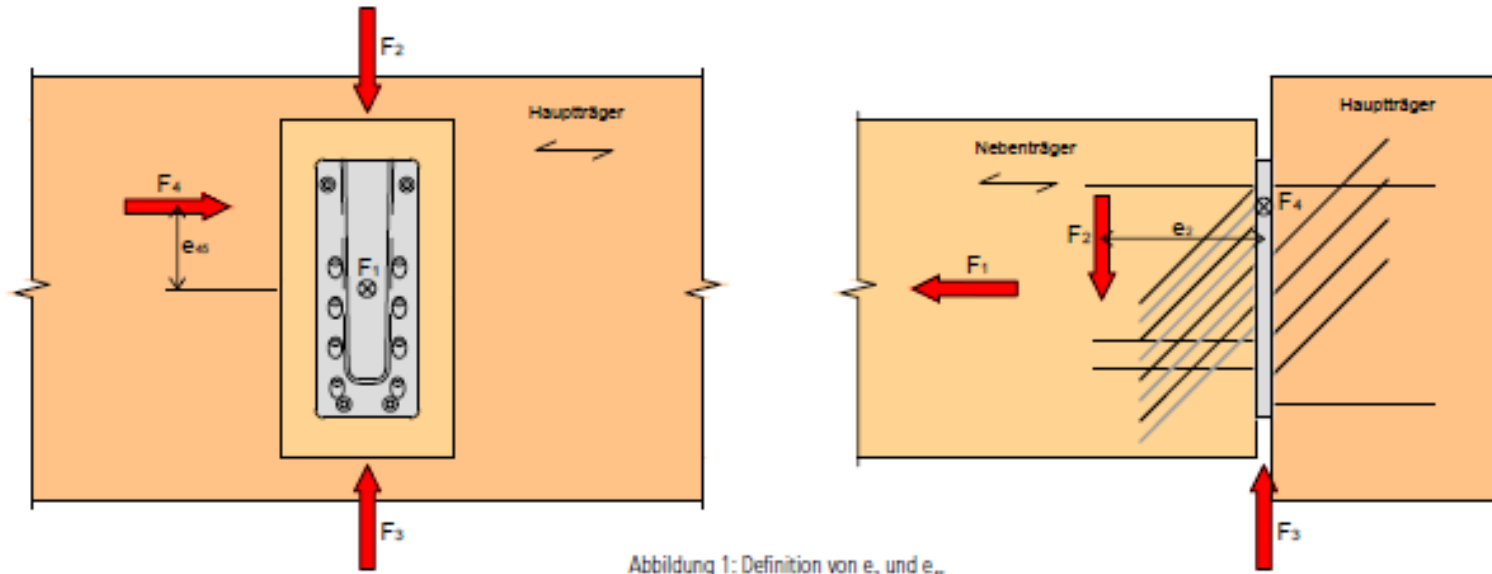 F₂
Hauptträger
F₄
e₄₅
F₁
F₃
Hauptträger
Nebenträger
F₄
F₂
e₂
F₁
F₃
Abbildung 1: Definition von e₂ und e₄₅